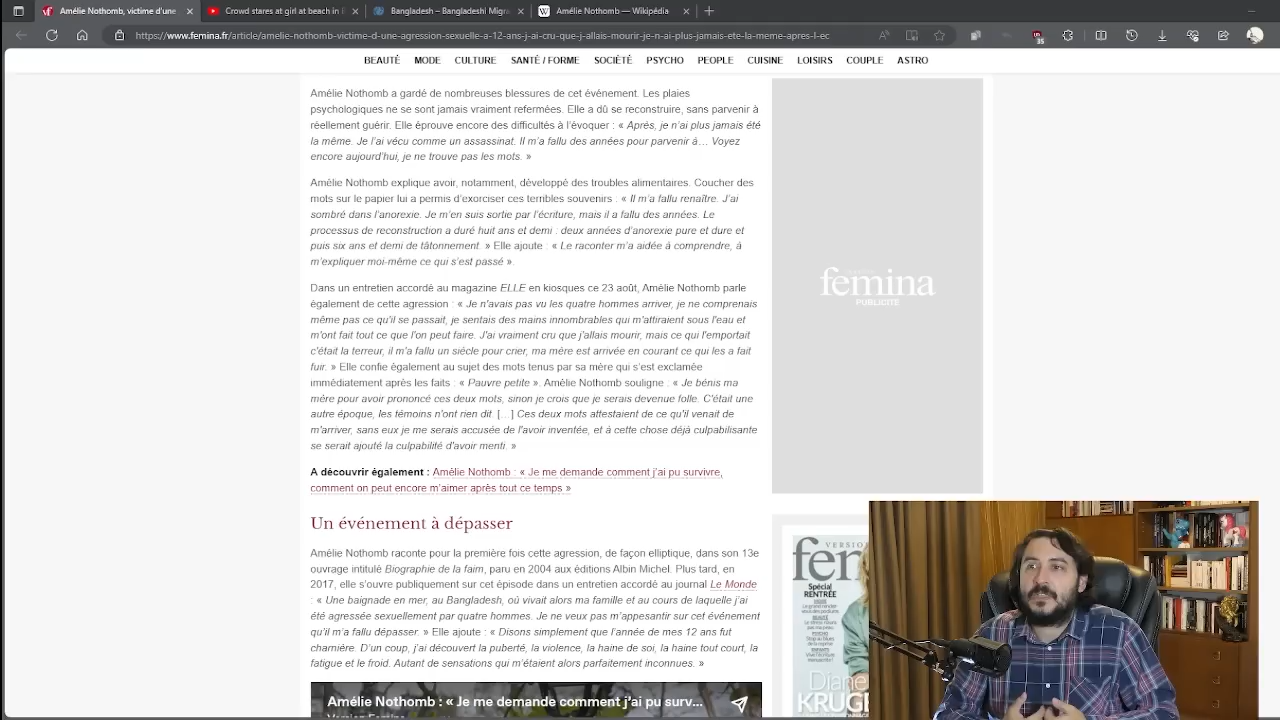 Amélie Nothomb, victime d'une
Crowd stares at girl at beach in E
Bangladesh – Bangladeshi Migra
Amélie Nothomb — Wikipédia
https://www.femina.fr/article/amelie-nothomb-victime-d-une-agression-sexuelle-a-12-ans-j-ai-cru-que-j-allais-mourir-je-n-ai-plus-jamais-ete-la-meme-apres-l-ec
BEAUTÉ MODE CULTURE SANTÉ / FORME SOCIÉTÉ PSYCHO PEOPLE CUISINE LOISIRS COUPLE ASTRO
Amélie Nothomb a gardé de nombreuses blessures de cet événement. Les plaies
psychologiques ne se sont jamais vraiment refermées. Elle a dû se reconstruire, sans parvenir à
réellement guérir. Elle éprouve encore des difficultés à l'évoquer : « Après, je n'ai plus jamais été
la même. Je l'ai vécu comme un assassinat. Il m'a fallu des années pour parvenir à… Voyez
encore aujourd'hui, je ne trouve pas les mots. »
Amélie Nothomb explique avoir, notamment, développé des troubles alimentaires. Coucher des
mots sur le papier lui a permis d'exorciser ces terribles souvenirs : « Il m'a fallu renaître. J'ai
sombré dans l'anorexie. Je m'en suis sortie par l'écriture, mais il a fallu des années. Le
processus de reconstruction a duré huit ans et demi : deux années d'anorexie pure et dure et
puis six ans et demi de tâtonnement. » Elle ajoute : « Le raconter m'a aidée à comprendre, à
m'expliquer moi-même ce qui s'est passé ».
Dans un entretien accordé au magazine ELLE en kiosques ce 23 août, Amélie Nothomb parle
également de cette agression : « Je n'avais pas vu les quatre hommes arriver, je ne comprenais
même pas ce qu'il se passait, je sentais des mains innombrables qui m'attiraient sous l'eau et
m'ont fait tout ce que l'on peut faire. J'ai vraiment cru que j'allais mourir, mais ce qui l'emportait
c'était la terreur, il m'a fallu un siècle pour crier, ma mère est arrivée en courant ce qui les a fait
fuir. » Elle confie également au sujet des mots tenus par sa mère qui s'est exclamée
immédiatement après les faits : « Pauvre petite ». Amélie Nothomb souligne : « Je bénis ma
mère pour avoir prononcé ces deux mots, sinon je crois que je serais devenue folle. C'était une
autre époque, les témoins n'ont rien dit. […] Ces deux mots attestaient de ce qu'il venait de
m'arriver, sans eux je me serais accusée de l'avoir inventée, et à cette chose déjà culpabilisante
se serait ajouté la culpabilité d'avoir menti. »
A découvrir également : Amélie Nothomb : « Je me demande comment j'ai pu survivre,
comment on peut encore m'aimer après tout ce temps »
Un événement à dépasser
Amélie Nothomb raconte pour la première fois cette agression, de façon elliptique, dans son 13e
ouvrage intitulé Biographie de la faim, paru en 2004 aux éditions Albin Michel. Plus tard, en
2017, elle s'ouvre publiquement sur cet épisode dans un entretien accordé au journal Le Monde
: « Une baignade en mer, au Bangladesh, où vivait alors ma famille et au cours de laquelle j'ai
été agressée sexuellement par quatre hommes. Je ne veux pas m'appesantir sur cet événement
qu'il m'a fallu dépasser. » Elle ajoute : « Disons simplement que l'année de mes 12 ans fut
charnière. D'un coup, j'ai découvert la puberté, la violence, la haine de soi, la haine tout court, la
fatigue et le froid. Autant de sensations qui m'étaient alors parfaitement inconnues. »
Amélie Nothomb : « Je me demande comment j'ai pu surv...
femina
PUBLICITÉ
VERSIO
fem
Spécial
RENTRÉE
Diane
KRUG